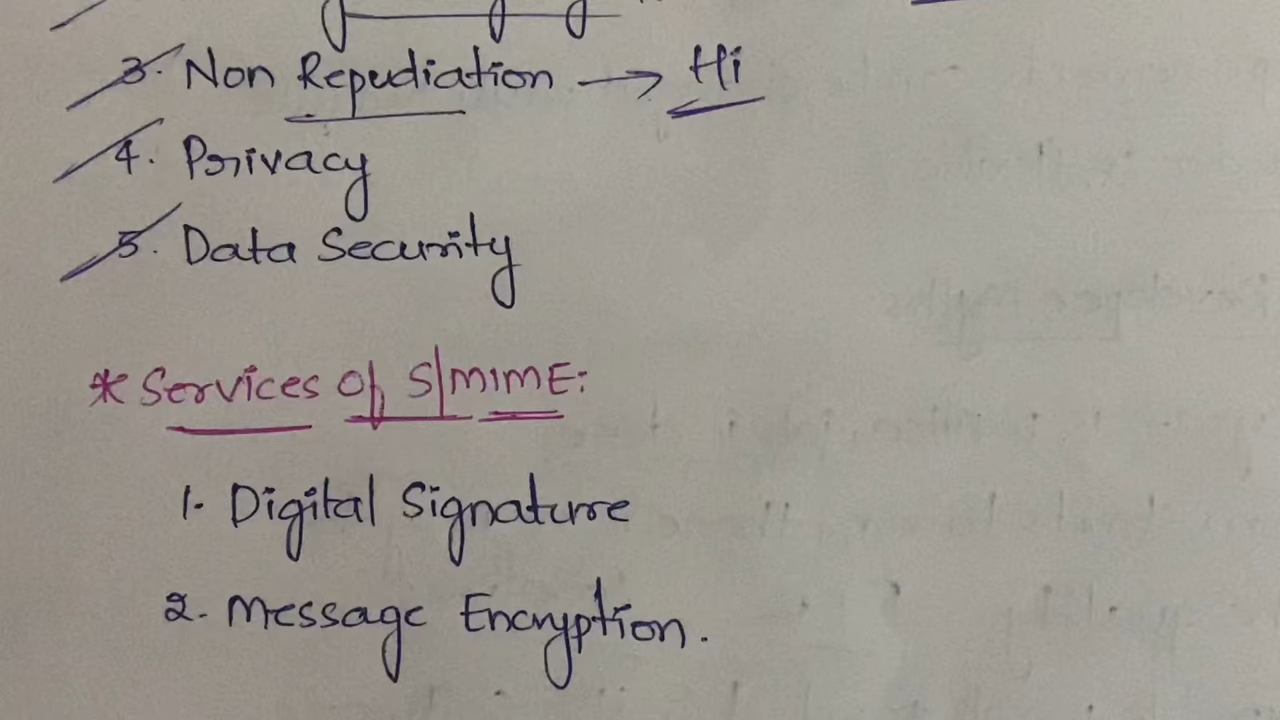 3. Non Repudiation → Hi
4. Privacy
5. Data Security
* Services Of S/MIME:
1. Digital Signature
2. Message Encryption.